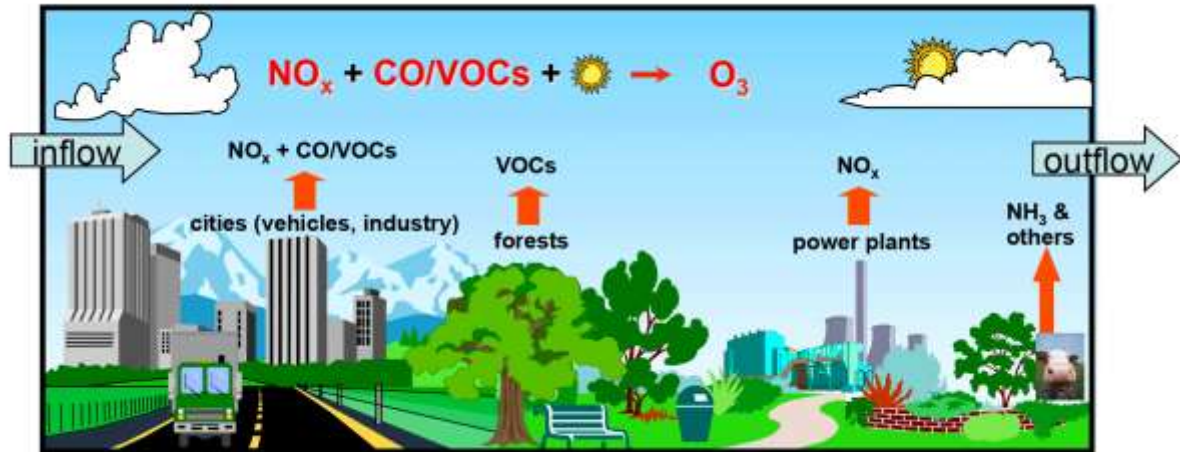 NOₓ + CO/VOCs + → O₃
inflow
NOₓ + CO/VOCs
cities (vehicles, industry)
VOCs
forests
NOₓ
power plants
outflow
NH₃ &
others